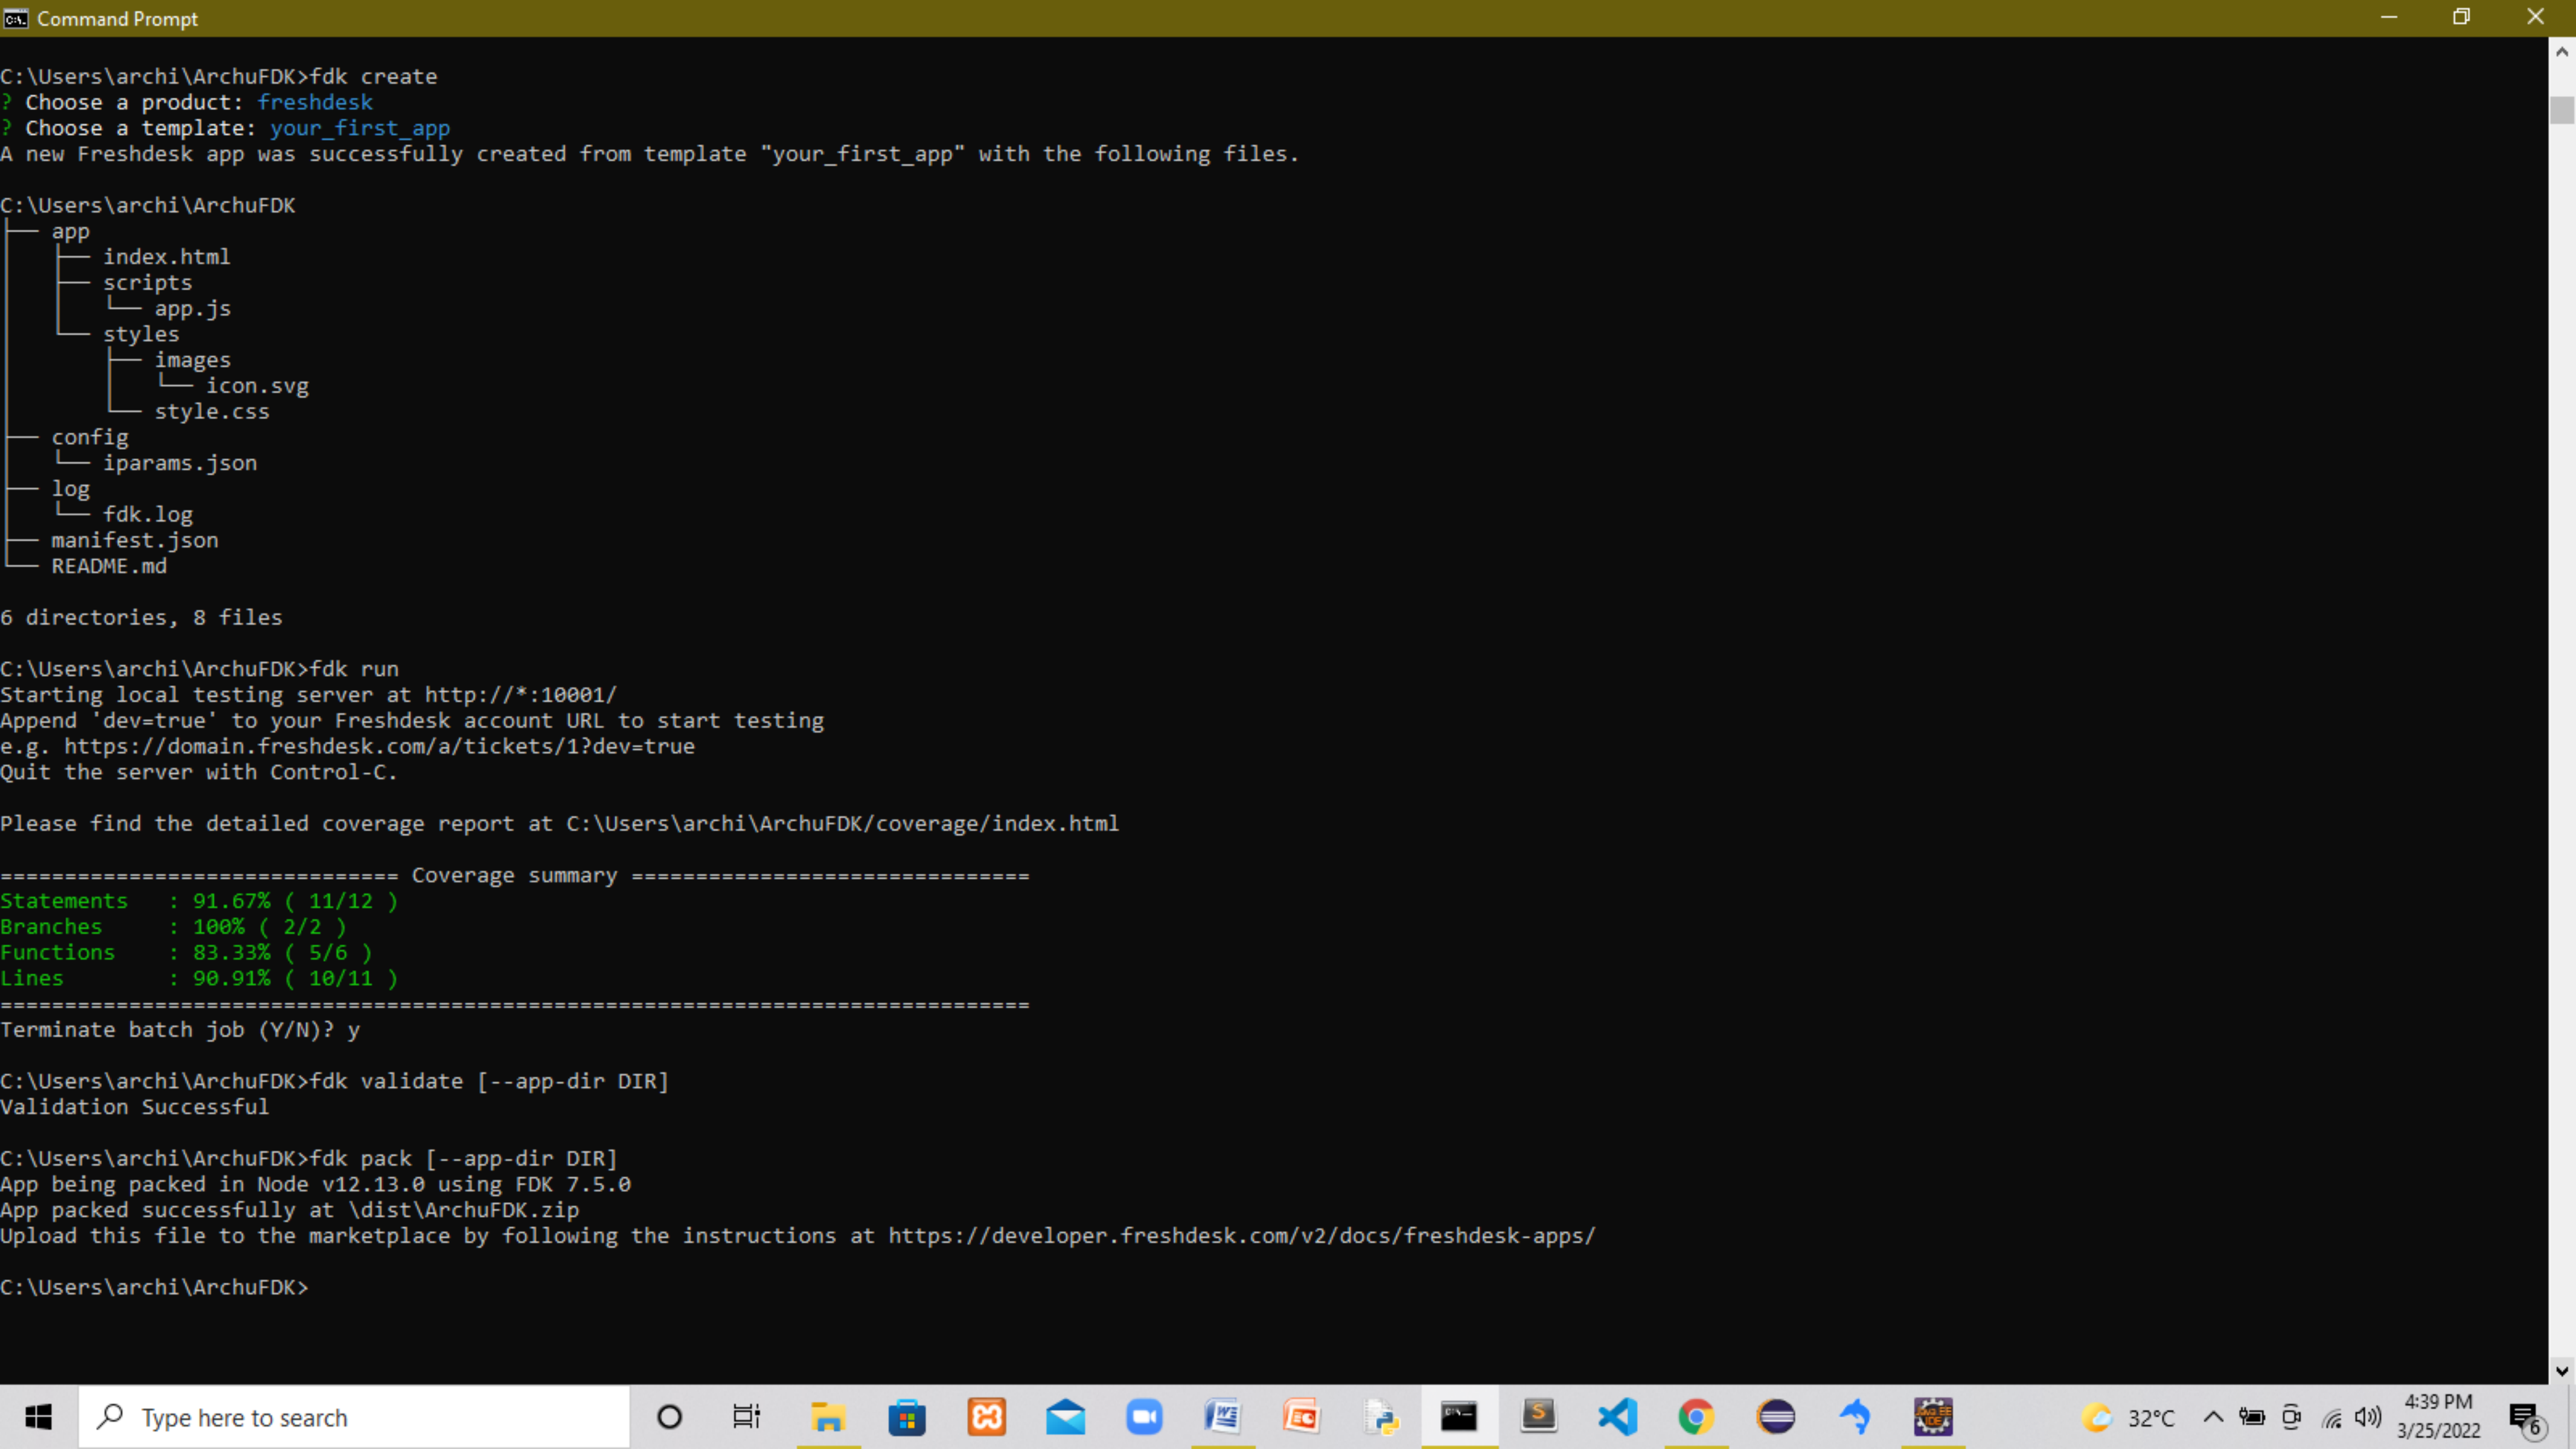 Command Prompt
C:\Users\archi\ArchuFDK>fdk create
? Choose a product: freshdesk
? Choose a template: your_first_app
A new Freshdesk app was successfully created from template "your_first_app" with the following files.
C:\Users\archi\ArchuFDK
├── app
│   ├── index.html
│   ├── scripts
│   │   └── app.js
│   └── styles
│       ├── images
│       │   └── icon.svg
│       └── style.css
├── config
│   └── iparams.json
├── log
│   └── fdk.log
├── manifest.json
└── README.md
6 directories, 8 files
C:\Users\archi\ArchuFDK>fdk run
Starting local testing server at http://*:10001/
Append 'dev=true' to your Freshdesk account URL to start testing
e.g. https://domain.freshdesk.com/a/tickets/1?dev=true
Quit the server with Control-C.
Please find the detailed coverage report at C:\Users\archi\ArchuFDK/coverage/index.html
=============================== Coverage summary ===============================
Statements   : 91.67% ( 11/12 )
Branches     : 100% ( 2/2 )
Functions    : 83.33% ( 5/6 )
Lines        : 90.91% ( 10/11 )
================================================================================
Terminate batch job (Y/N)? y
C:\Users\archi\ArchuFDK>fdk validate [--app-dir DIR]
Validation Successful
C:\Users\archi\ArchuFDK>fdk pack [--app-dir DIR]
App being packed in Node v12.13.0 using FDK 7.5.0
App packed successfully at \dist\ArchuFDK.zip
Upload this file to the marketplace by following the instructions at https://developer.freshdesk.com/v2/docs/freshdesk-apps/
C:\Users\archi\ArchuFDK>
Type here to search
32°C
4:39 PM
3/25/2022
6